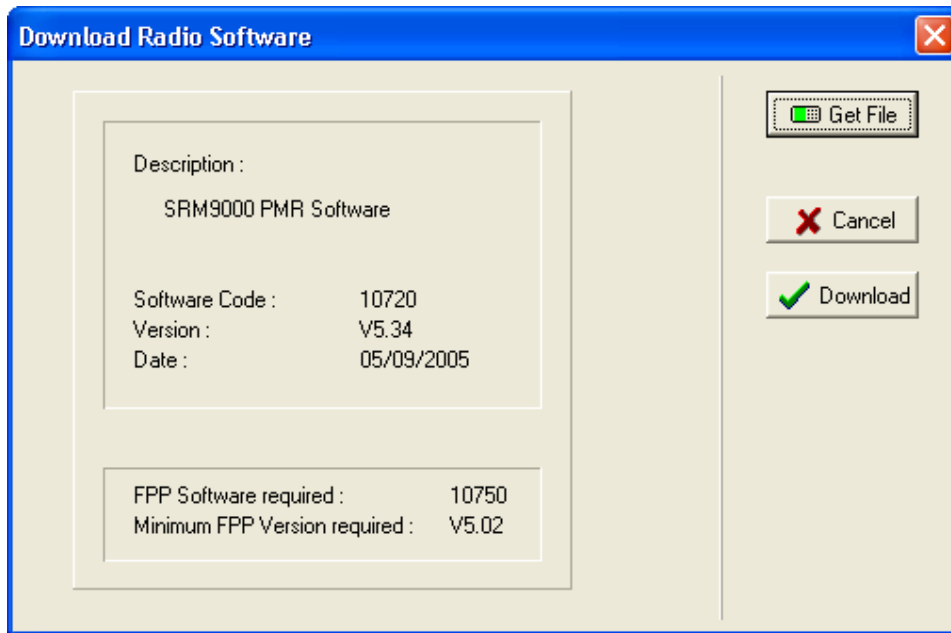 Download Radio Software
Get File
Description :
SRM9000 PMR Software
Cancel
Software Code : 10720
Download
Version : V5.34
Date : 05/09/2005
FPP Software required : 10750
Minimum FPP Version required : V5.02